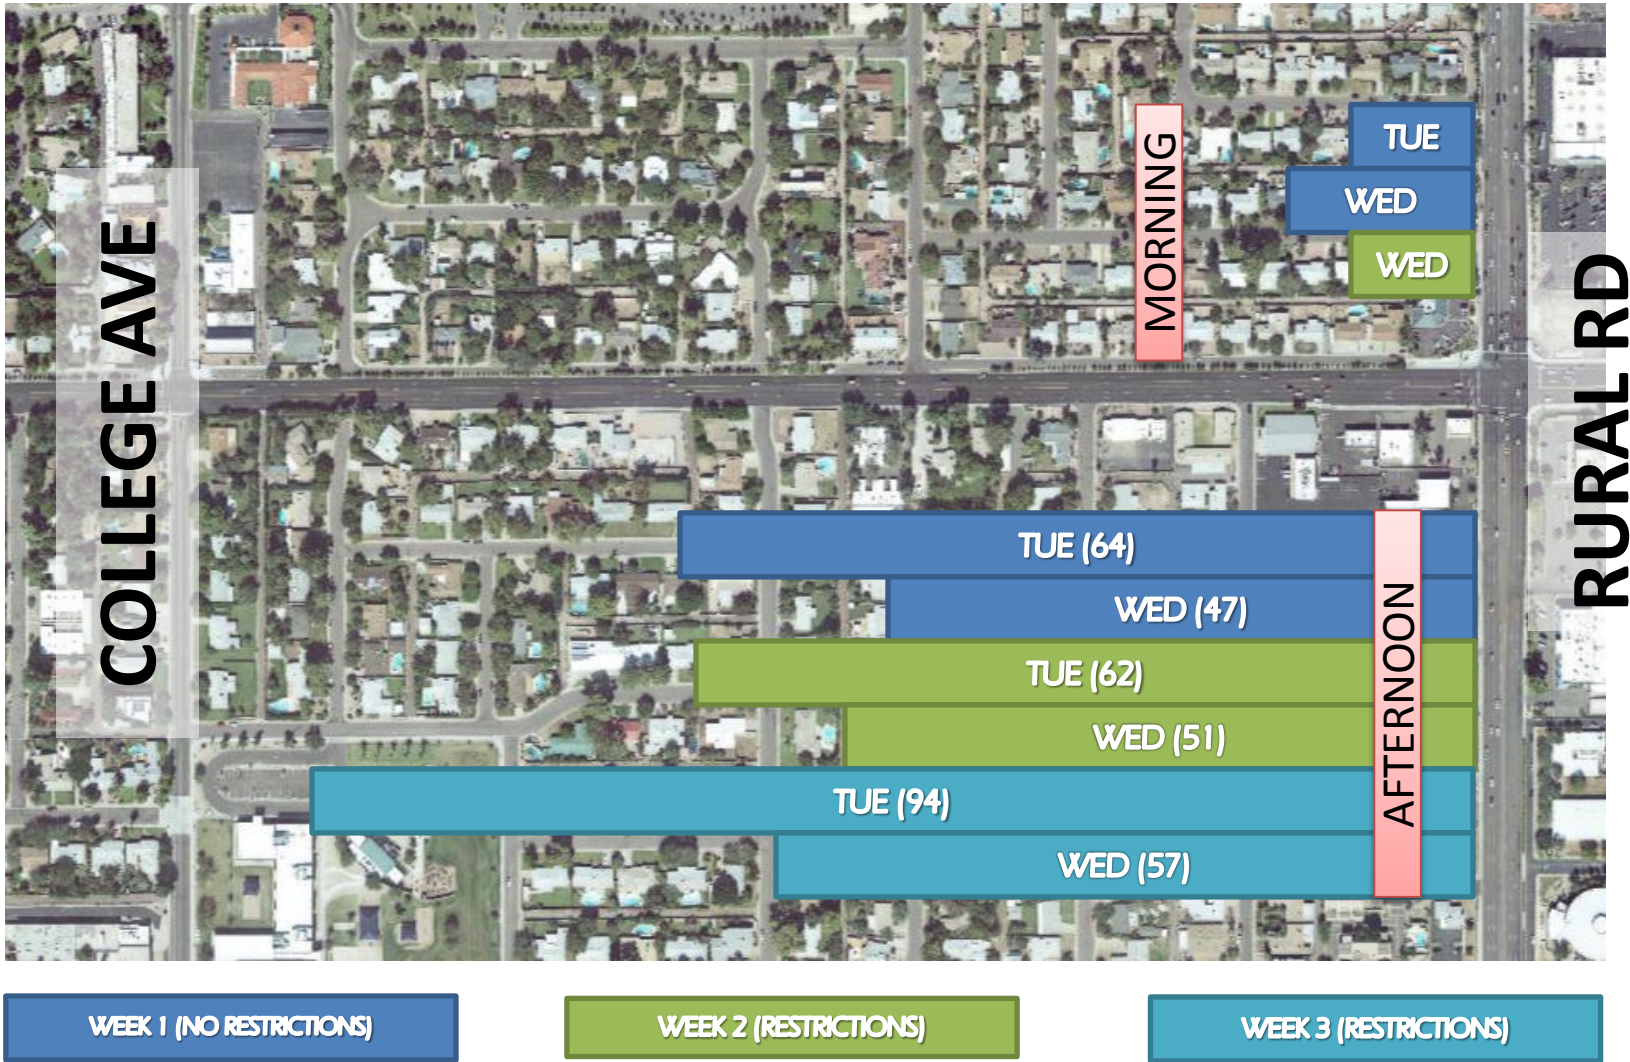 COLLEGE AVE
MORNING
TUE
WED
WED
RURAL RD
TUE (64)
WED (47)
TUE (62)
WED (51)
TUE (94)
WED (57)
AFTERNOON
WEEK 1 (NO RESTRICTIONS)
WEEK 2 (RESTRICTIONS)
WEEK 3 (RESTRICTIONS)